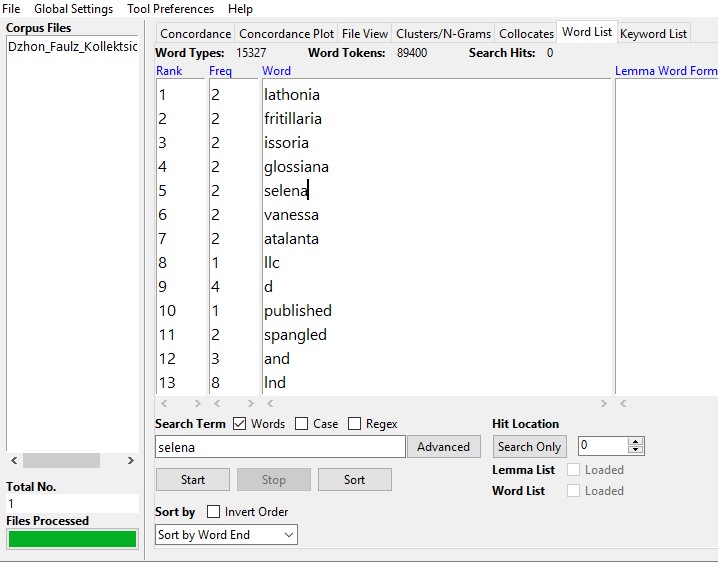 File Global Settings Tool Preferences Help
Corpus Files
Dzhon_Faulz_Kollektsic
Concordance Concordance Plot File View Clusters/N-Grams Collocates Word List Keyword List
Word Types: 15327 Word Tokens: 89400 Search Hits: 0
Rank Freq Word Lemma Word Form
1 2 lathonia
2 2 fritillaria
3 2 issoria
4 2 glossiana
5 2 selena
6 2 vanessa
7 2 atalanta
8 1 llc
9 4 d
10 1 published
11 2 spangled
12 3 and
13 8 lnd
Search Term Words Case Regex Hit Location
selena Advanced Search Only 0
Start Stop Sort Lemma List Loaded
Word List Loaded
Total No.
1
Files Processed
Sort by Invert Order
Sort by Word End